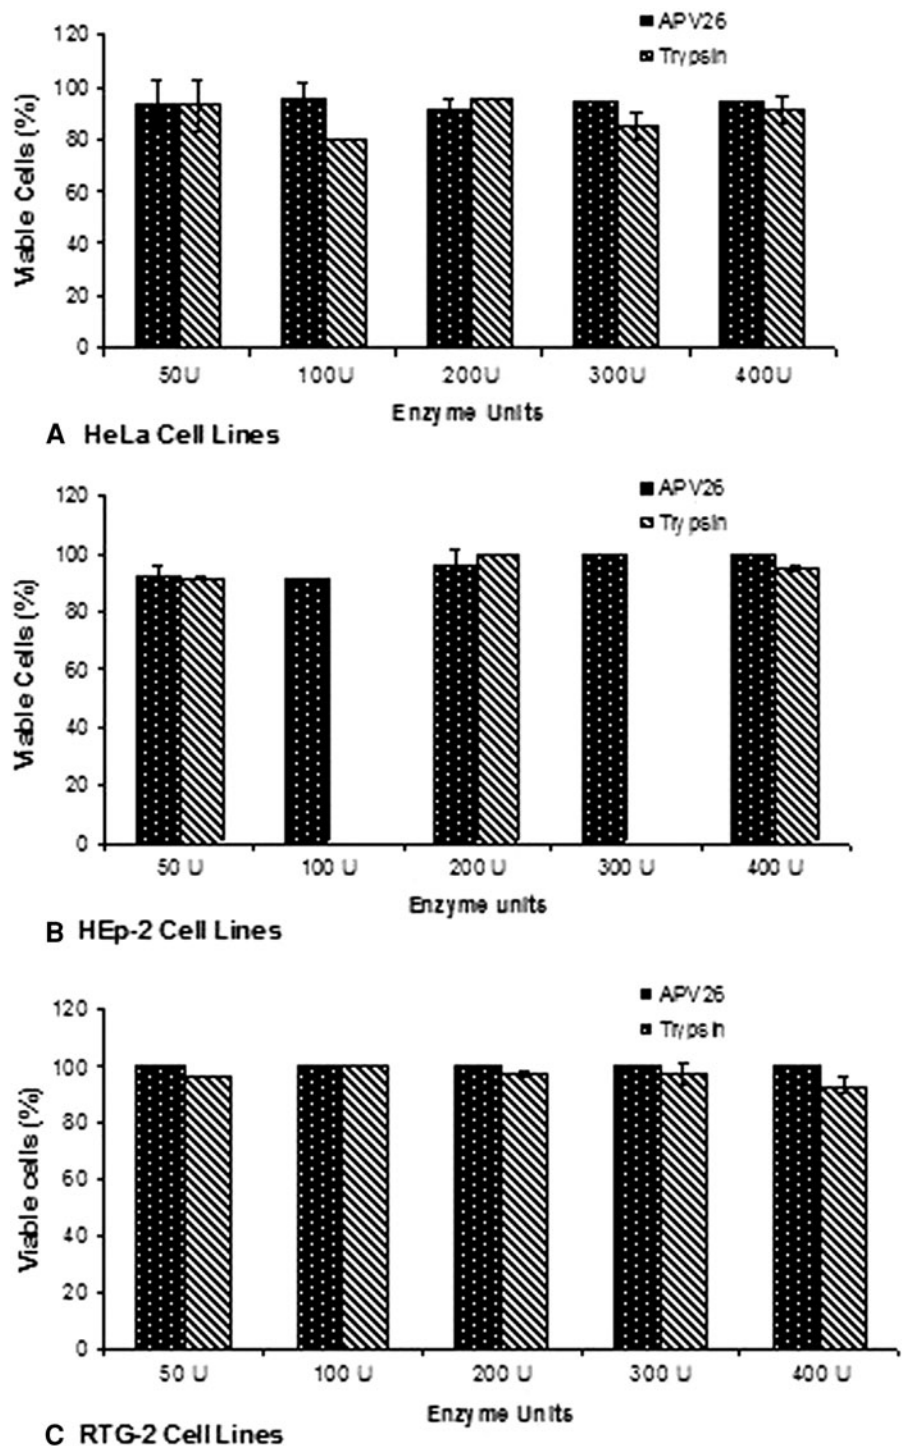 APV26
Trypsin
120
100
80
60
40
20
0
Viable Cells (%)
50U 100U 200U 300U 400U
Enzyme Units
A HeLa Cell Lines
APV26
Trypsin
120
100
80
60
40
20
0
Viable Cells (%)
50 U 100 U 200 U 300 U 400 U
Enzyme units
B HEp-2 Cell Lines
APV26
Trypsin
120
100
80
60
40
20
0
Viable cells (%)
50 U 100 U 200 U 300 U 400 U
Enzyme Units
C RTG-2 Cell Lines